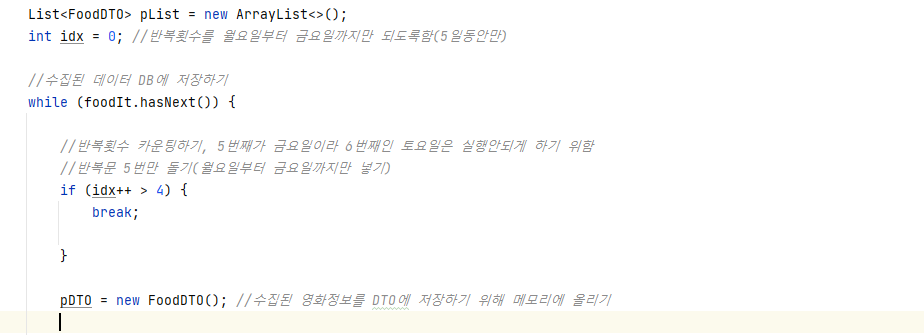 List<FoodDTO> pList = new ArrayList<>();
int idx = 0; //반복횟수를 월요일부터 금요일까지만 되도록함(5일동안만)
//수집된 데이터 DB에 저장하기
while (foodIt.hasNext()) {
//반복횟수 카운팅하기, 5번째가 금요일이라 6번째인 토요일은 실행안되게 하기 위함
//반복문 5번만 돌기(월요일부터 금요일까지만 넣기)
if (idx++ > 4) {
break;
}
pDTO = new FoodDTO(); //수집된 영화정보를 DTO에 저장하기 위해 메모리에 올리기